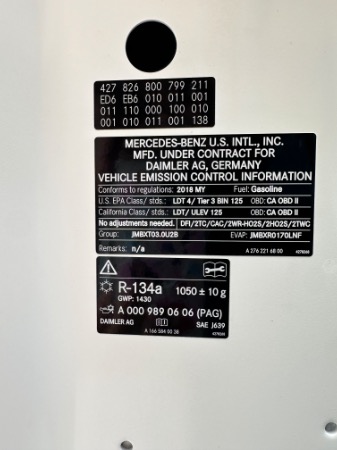 427 826 800 799 211
ED6 EB6 010 011 001
011 110 000 100 010
001 010 011 001 138
MERCEDES-BENZ U.S. INTL., INC.
MFD. UNDER CONTRACT FOR
DAIMLER AG, GERMANY
VEHICLE EMISSION CONTROL INFORMATION
Conforms to regulations: 2018 MY Fuel: Gasoline
U.S. EPA Class/ stds.: LDT 4/ Tier 3 BIN 125 OBD: CA OBD II
California Class/ stds.: LDT/ ULEV 125 OBD: CA OBD II
No adjustments needed. DFI/2TC/CAC/2WR-HO2S/2HO2S/2TWC
Group: JMBXT03.0U2B EVAP: JMBXR0170LNF
Remarks: n/a A 276 221 68 00
R-134a 1050 ± 10 g
GWP: 1430
A 000 989 06 06 (PAG)
DAIMLER AG SAE J639